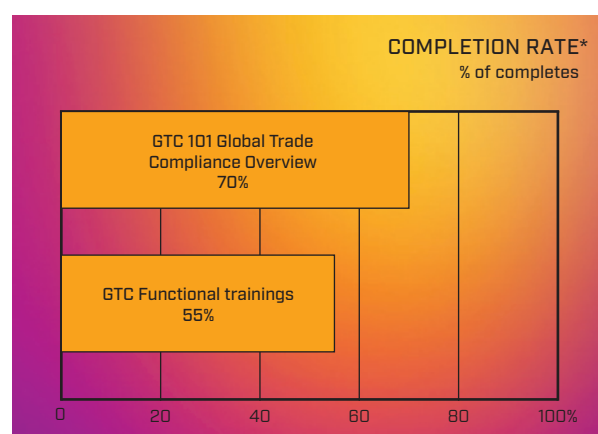 COMPLETION RATE*
% of completes
GTC 101 Global Trade
Compliance Overview
70%
GTC Functional trainings
55%
0 20 40 60 80 100%